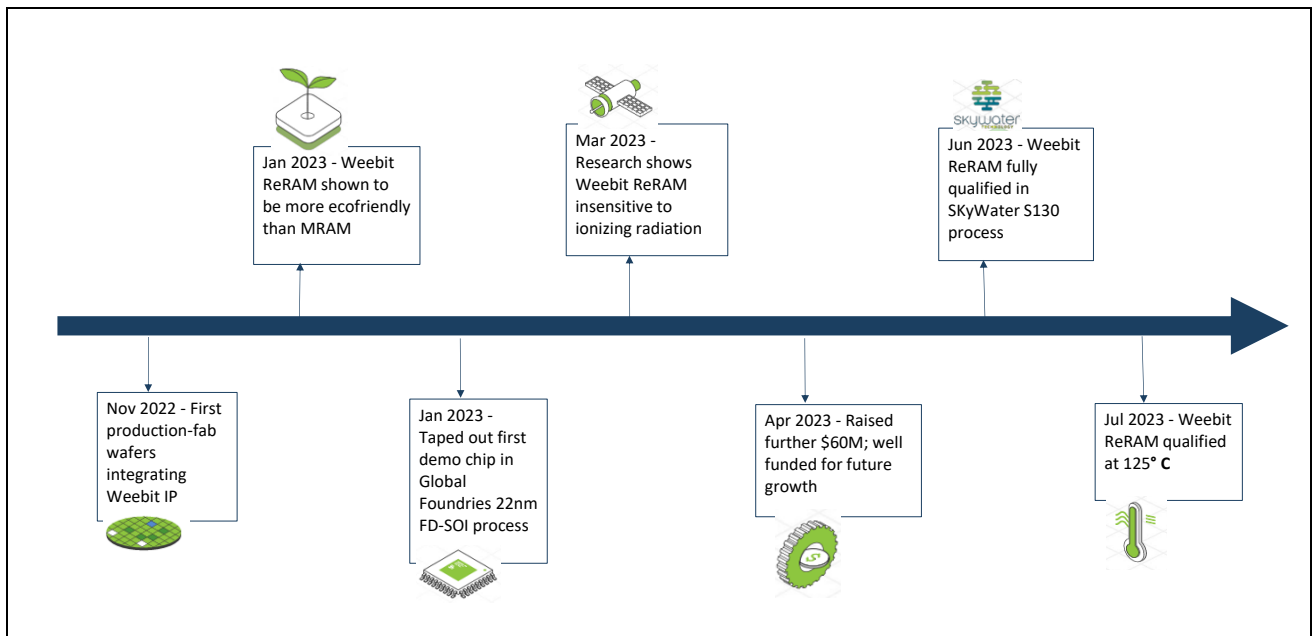 Jan 2023 - Weebit
ReRAM shown to
be more ecofriendly
than MRAM
Mar 2023 -
Research shows
Weebit ReRAM
insensitive to
ionizing radiation
skywater
TECHNOLOGY
Jun 2023 - Weebit
ReRAM fully
qualified in
SKyWater S130
process
Nov 2022 - First
production-fab
wafers
integrating
Weebit IP
Jan 2023 -
Taped out first
demo chip in
Global
Foundries 22nm
FD-SOI process
Apr 2023 - Raised
further $60M; well
funded for future
growth
$
Jul 2023 - Weebit
ReRAM qualified
at 125° C